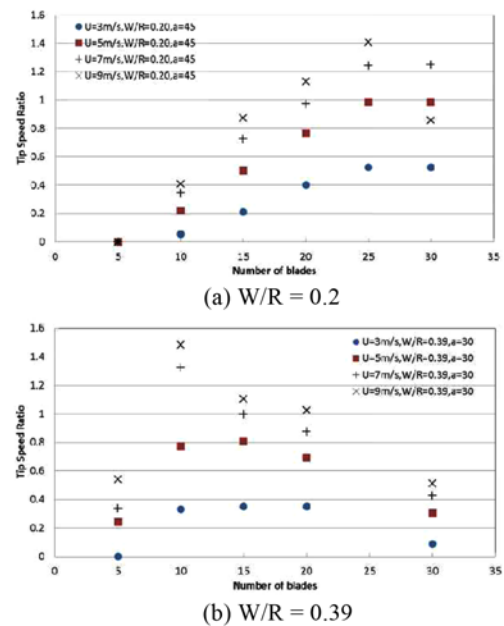 1.6
1.4
1.2
1
0.8
0.6
0.4
0.2
0
Tip Speed Ratio
U=3m/s,W/R=0.20,a=45
U=5m/s,W/R=0.20,a=45
U=7m/s,W/R=0.20,a=45
U=9m/s,W/R=0.20,a=45
0 5 10 15 20 25 30 35
Number of blades
(a) W/R = 0.2
1.6
1.4
1.2
1
0.8
0.6
0.4
0.2
0
Tip Speed Ratio
U=3m/s,W/R=0.39,a=30
U=5m/s,W/R=0.39,a=30
U=7m/s,W/R=0.39,a=30
U=9m/s,W/R=0.39,a=30
0 5 10 15 20 25 30 35
Number of blades
(b) W/R = 0.39